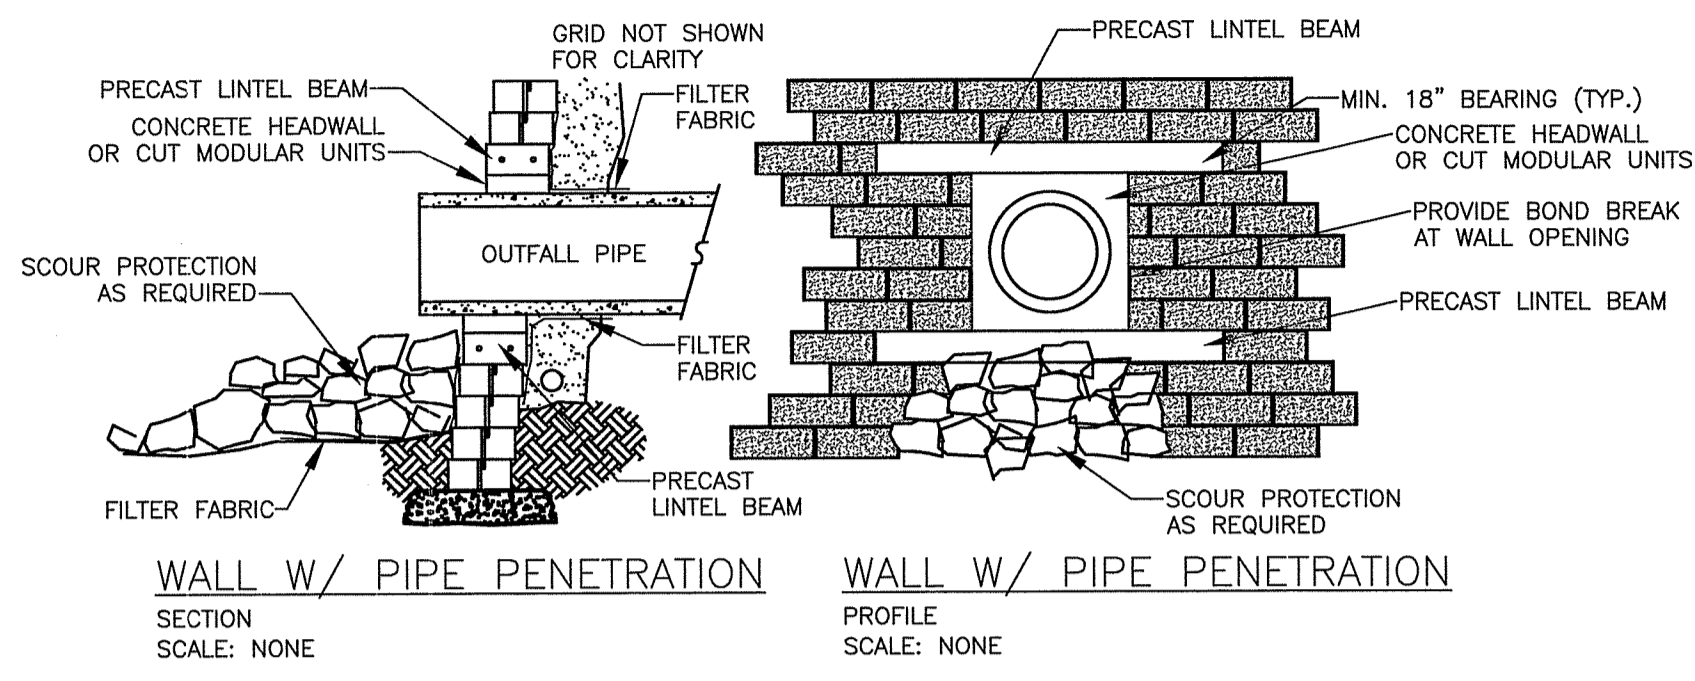 GRID NOT SHOWN
FOR CLARITY
PRECAST LINTEL BEAM
CONCRETE HEADWALL
OR CUT MODULAR UNITS
FILTER
FABRIC
OUTFALL PIPE
SCOUR PROTECTION
AS REQUIRED
FILTER
FABRIC
FILTER FABRIC
PRECAST
LINTEL BEAM
WALL W/ PIPE PENETRATION
SECTION
SCALE: NONE
PRECAST LINTEL BEAM
MIN. 18" BEARING (TYP.)
CONCRETE HEADWALL
OR CUT MODULAR UNITS
PROVIDE BOND BREAK
AT WALL OPENING
PRECAST LINTEL BEAM
SCOUR PROTECTION
AS REQUIRED
WALL W/ PIPE PENETRATION
PROFILE
SCALE: NONE